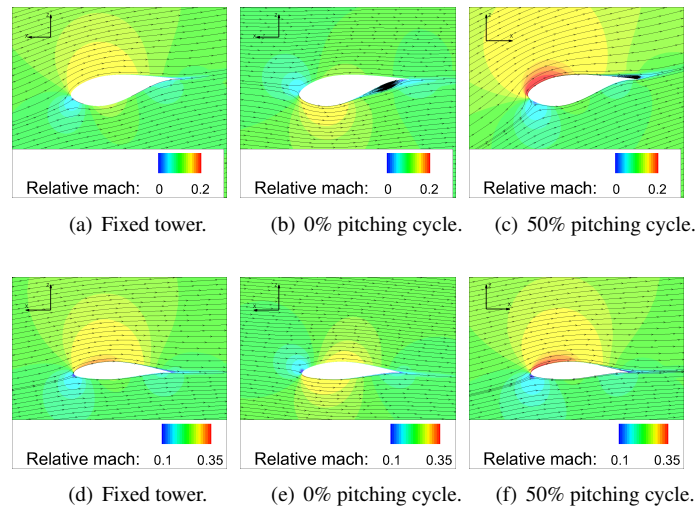 z z z
x x x
Relative mach: 0 0.2 Relative mach: 0 0.2 Relative mach: 0 0.2
(a) Fixed tower. (b) 0% pitching cycle. (c) 50% pitching cycle.
z z z
x x x
Relative mach: 0.1 0.35 Relative mach: 0.1 0.35 Relative mach: 0.1 0.35
(d) Fixed tower. (e) 0% pitching cycle. (f) 50% pitching cycle.